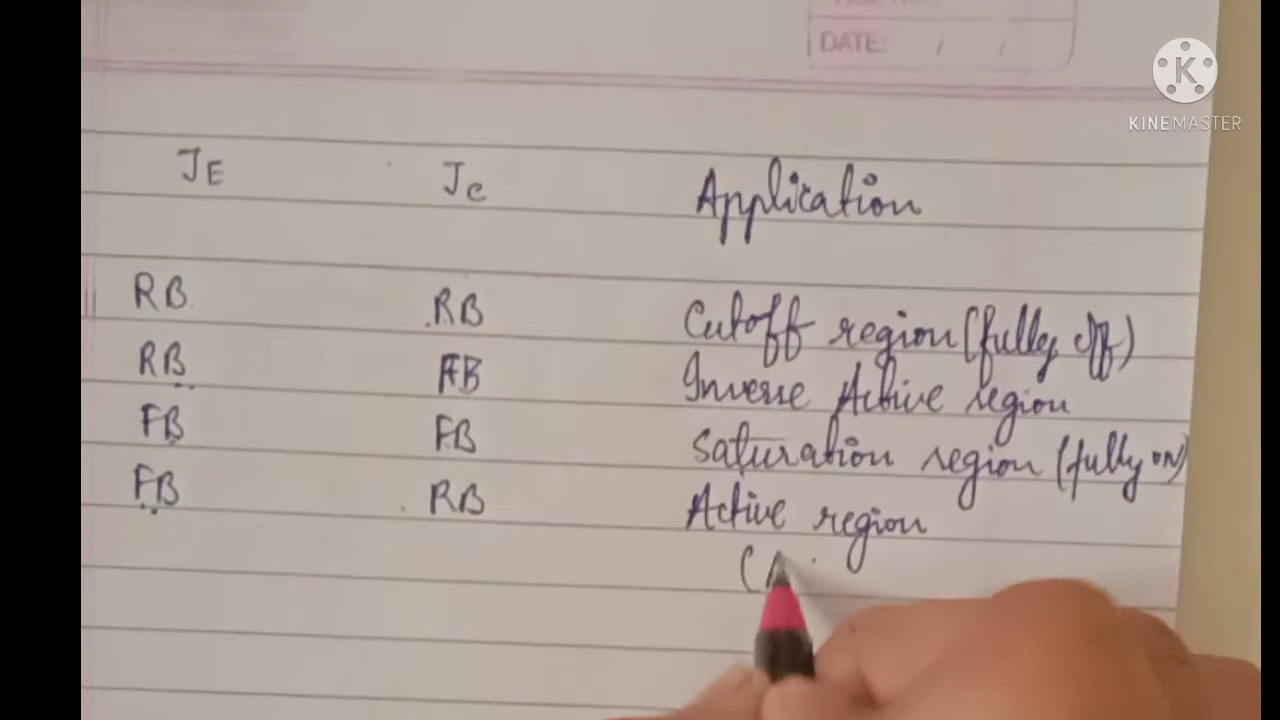 DATE: / /
K
KINEMASTER
JE JC Application
RB RB Cutoff region (fully off)
RB FB Inverse Active region
FB FB Saturation region (fully ON)
FB RB Active region
(A